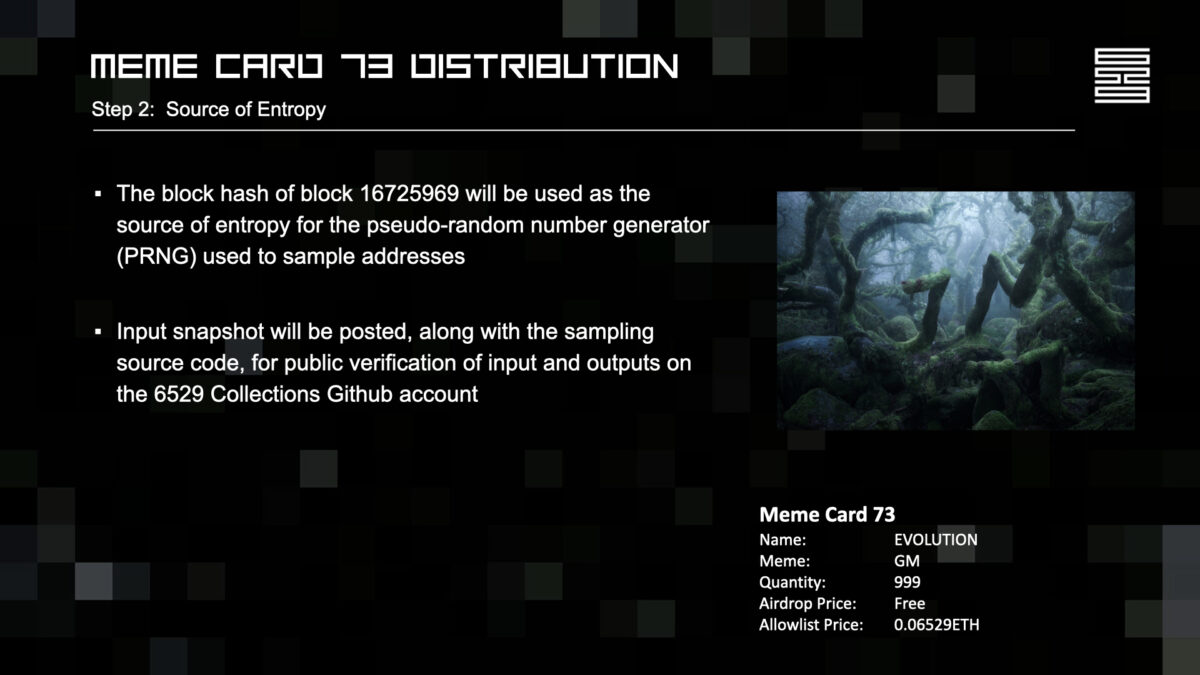 MEME CARD 73 DISTRIBUTION
Step 2: Source of Entropy
▪ The block hash of block 16725969 will be used as the
source of entropy for the pseudo-random number generator
(PRNG) used to sample addresses
▪ Input snapshot will be posted, along with the sampling
source code, for public verification of input and outputs on
the 6529 Collections Github account
Meme Card 73
Name: EVOLUTION
Meme: GM
Quantity: 999
Airdrop Price: Free
Allowlist Price: 0.06529ETH